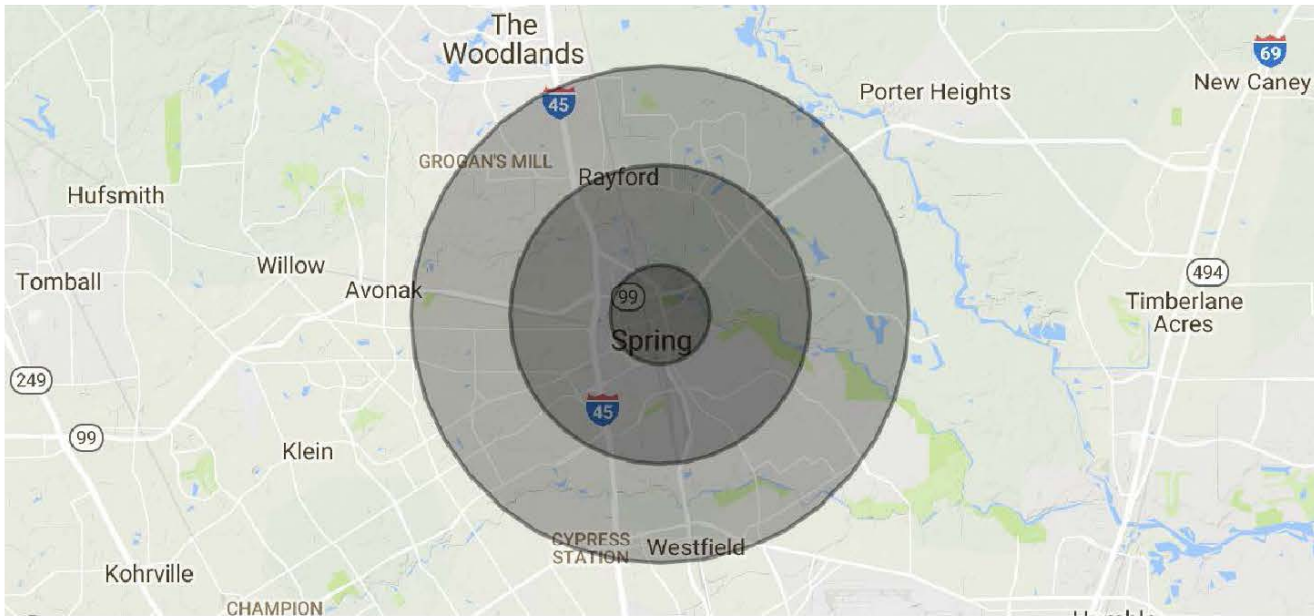 The
Woodlands
69
New Caney
45
Porter Heights
GROGAN'S MILL
Rayford
Hufsmith
Willow
Tomball
Avonak
99
494
Timberlane
Acres
Spring
249
45
99
Klein
CYPRESS
STATION
Westfield
Kohrville
CHAMPION